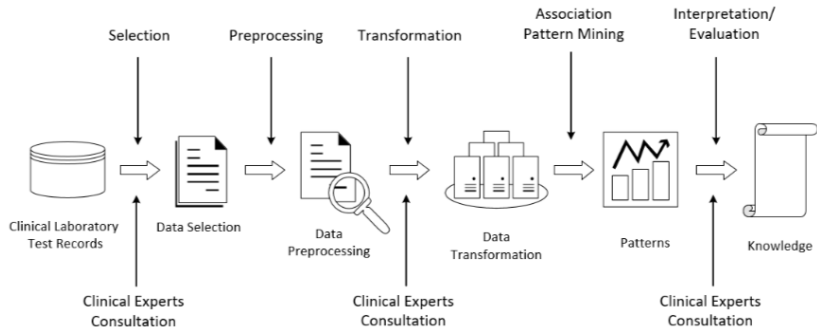 Selection
Preprocessing
Transformation
Association
Pattern Mining
Interpretation/
Evaluation
Clinical Laboratory
Test Records
Data Selection
Data
Preprocessing
Data
Transformation
Patterns
Knowledge
Clinical Experts
Consultation
Clinical Experts
Consultation
Clinical Experts
Consultation